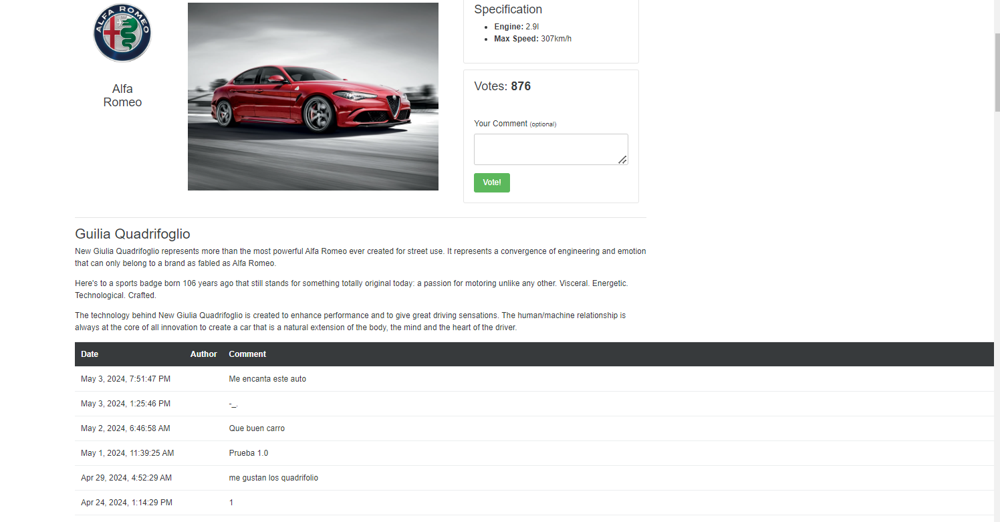 ALFA ROMEO
Alfa
Romeo
Specification
Engine: 2.9l
Max Speed: 307km/h
Votes: 876
Your Comment (optional)
Vote!
Guilia Quadrifoglio
New Giulia Quadrifoglio represents more than the most powerful Alfa Romeo ever created for street use. It represents a convergence of engineering and emotion
that can only belong to a brand as fabled as Alfa Romeo.
Here's to a sports badge born 106 years ago that still stands for something totally original today: a passion for motoring unlike any other. Visceral. Energetic.
Technological. Crafted.
The technology behind New Giulia Quadrifoglio is created to enhance performance and to give great driving sensations. The human/machine relationship is
always at the core of all innovation to create a car that is a natural extension of the body, the mind and the heart of the driver.
Date Author Comment
May 3, 2024, 7:51:47 PM Me encanta este auto
May 3, 2024, 1:25:46 PM -_.
May 2, 2024, 6:46:58 AM Que buen carro
May 1, 2024, 11:39:25 AM Prueba 1.0
Apr 29, 2024, 4:52:29 AM me gustan los quadrifolio
Apr 24, 2024, 1:14:29 PM 1